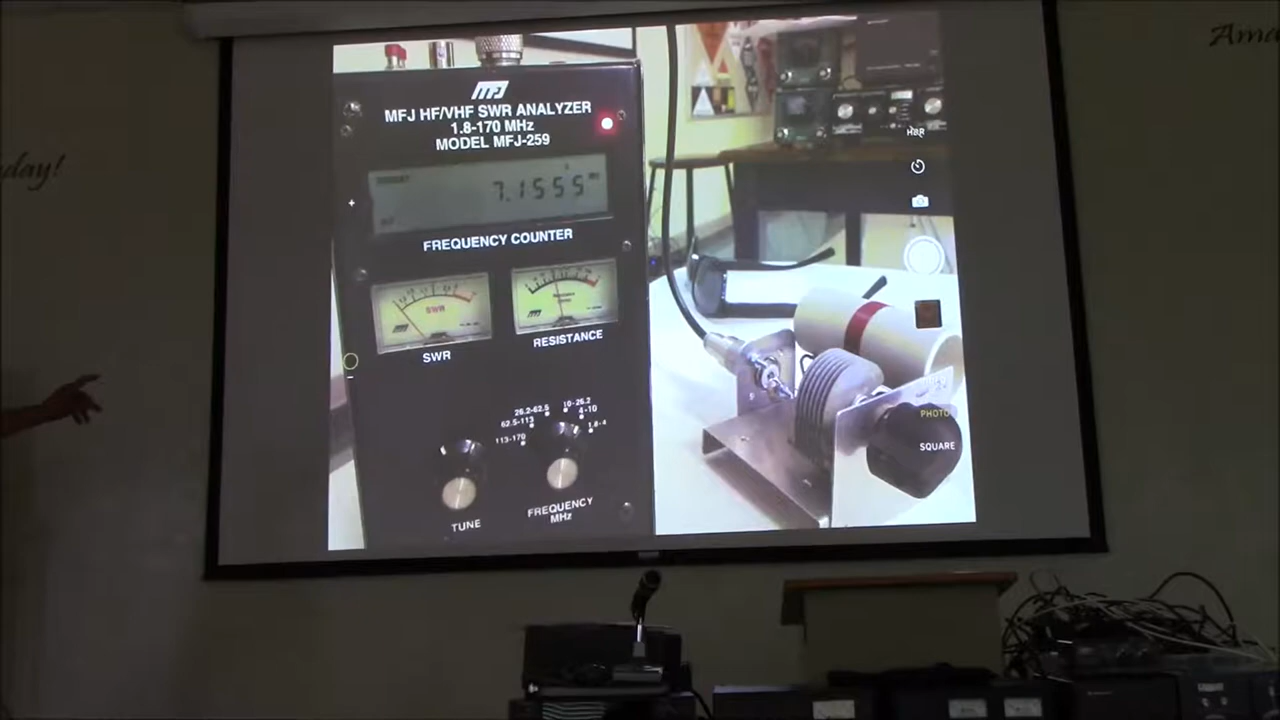 Ama
day!
MFJ
MFJ HF/VHF SWR ANALYZER
1.8-170 MHz
MODEL MFJ-259
7.1555
FREQUENCY COUNTER
SWR
SWR
RESISTANCE
26.2-62.5
10-26.2
62.5-113
4-10
113-170
1.8-4
TUNE
FREQUENCY
MHz
PHOTO
SQUARE